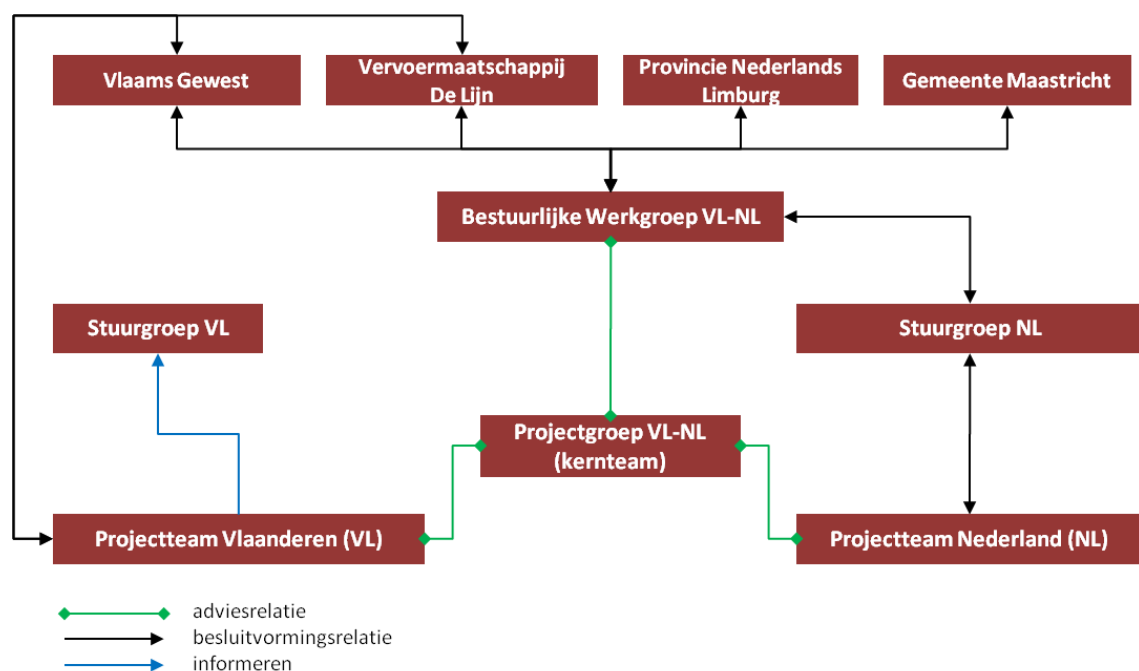 Vlaams Gewest
Vervoermaatschappij
De Lijn
Provincie Nederlands
Limburg
Gemeente Maastricht
Bestuurlijke Werkgroep VL-NL
Stuurgroep VL
Stuurgroep NL
Projectgroep VL-NL
(kernteam)
Projectteam Vlaanderen (VL)
Projectteam Nederland (NL)
adviesrelatie
besluitvormingsrelatie
informeren